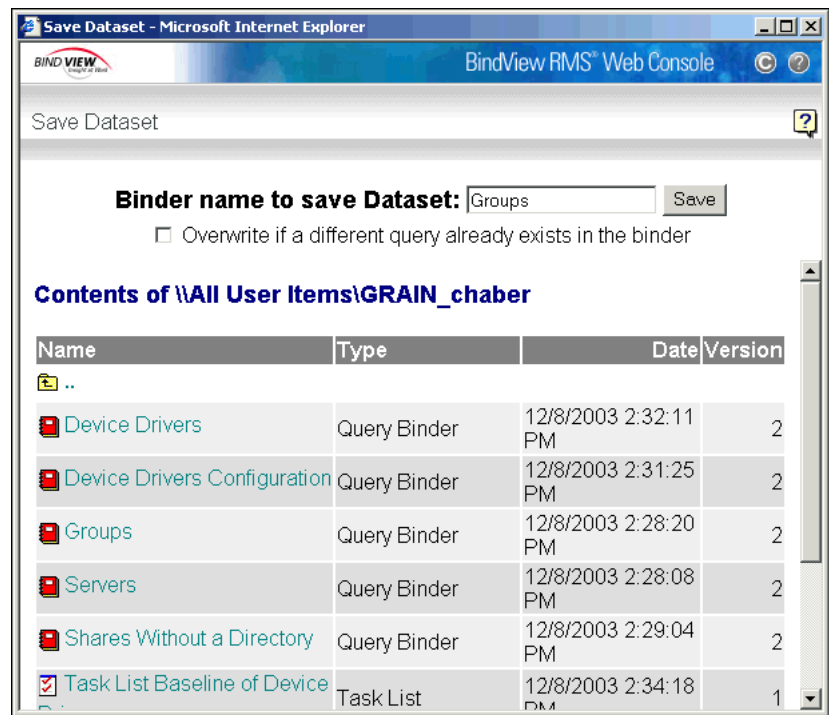 Save Dataset - Microsoft Internet Explorer
BIND VIEW
Insight at Work
BindView RMS® Web Console
Save Dataset
Binder name to save Dataset: Groups Save
Overwrite if a different query already exists in the binder
Contents of \\All User Items\GRAIN_chaber
Name Type Date Version
..
Device Drivers Query Binder 12/8/2003 2:32:11 PM 2
Device Drivers Configuration Query Binder 12/8/2003 2:31:25 PM 2
Groups Query Binder 12/8/2003 2:28:20 PM 2
Servers Query Binder 12/8/2003 2:28:08 PM 2
Shares Without a Directory Query Binder 12/8/2003 2:29:04 PM 2
Task List Baseline of Device Task List 12/8/2003 2:34:18 PM 1